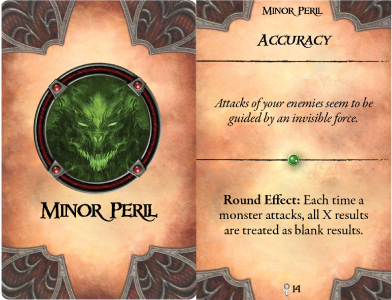 MINOR PERIL
MINOR PERIL
ACCURACY
Attacks of your enemies seem to be
guided by an invisible force.
Round Effect: Each time a
monster attacks, all X results
are treated as blank results.
14